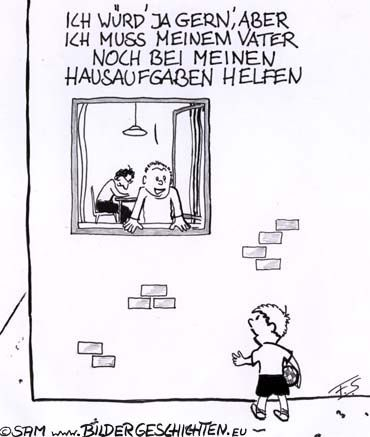 ICH WÜRD' JA GERN', ABER
ICH MUSS MEINEM VATER
NOCH BEI MEINEN
HAUSAUFGABEN HELFEN
F.S
©SAM www.BILDERGESCHICHTEN.EU